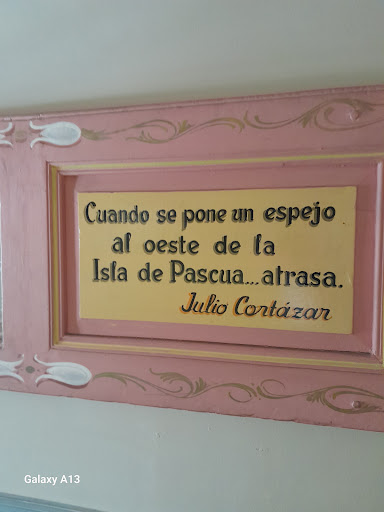 Cuando se pone un espejo
al oeste de la
Isla de Pascua...atrasa.
Julio Cortázar
Galaxy A13